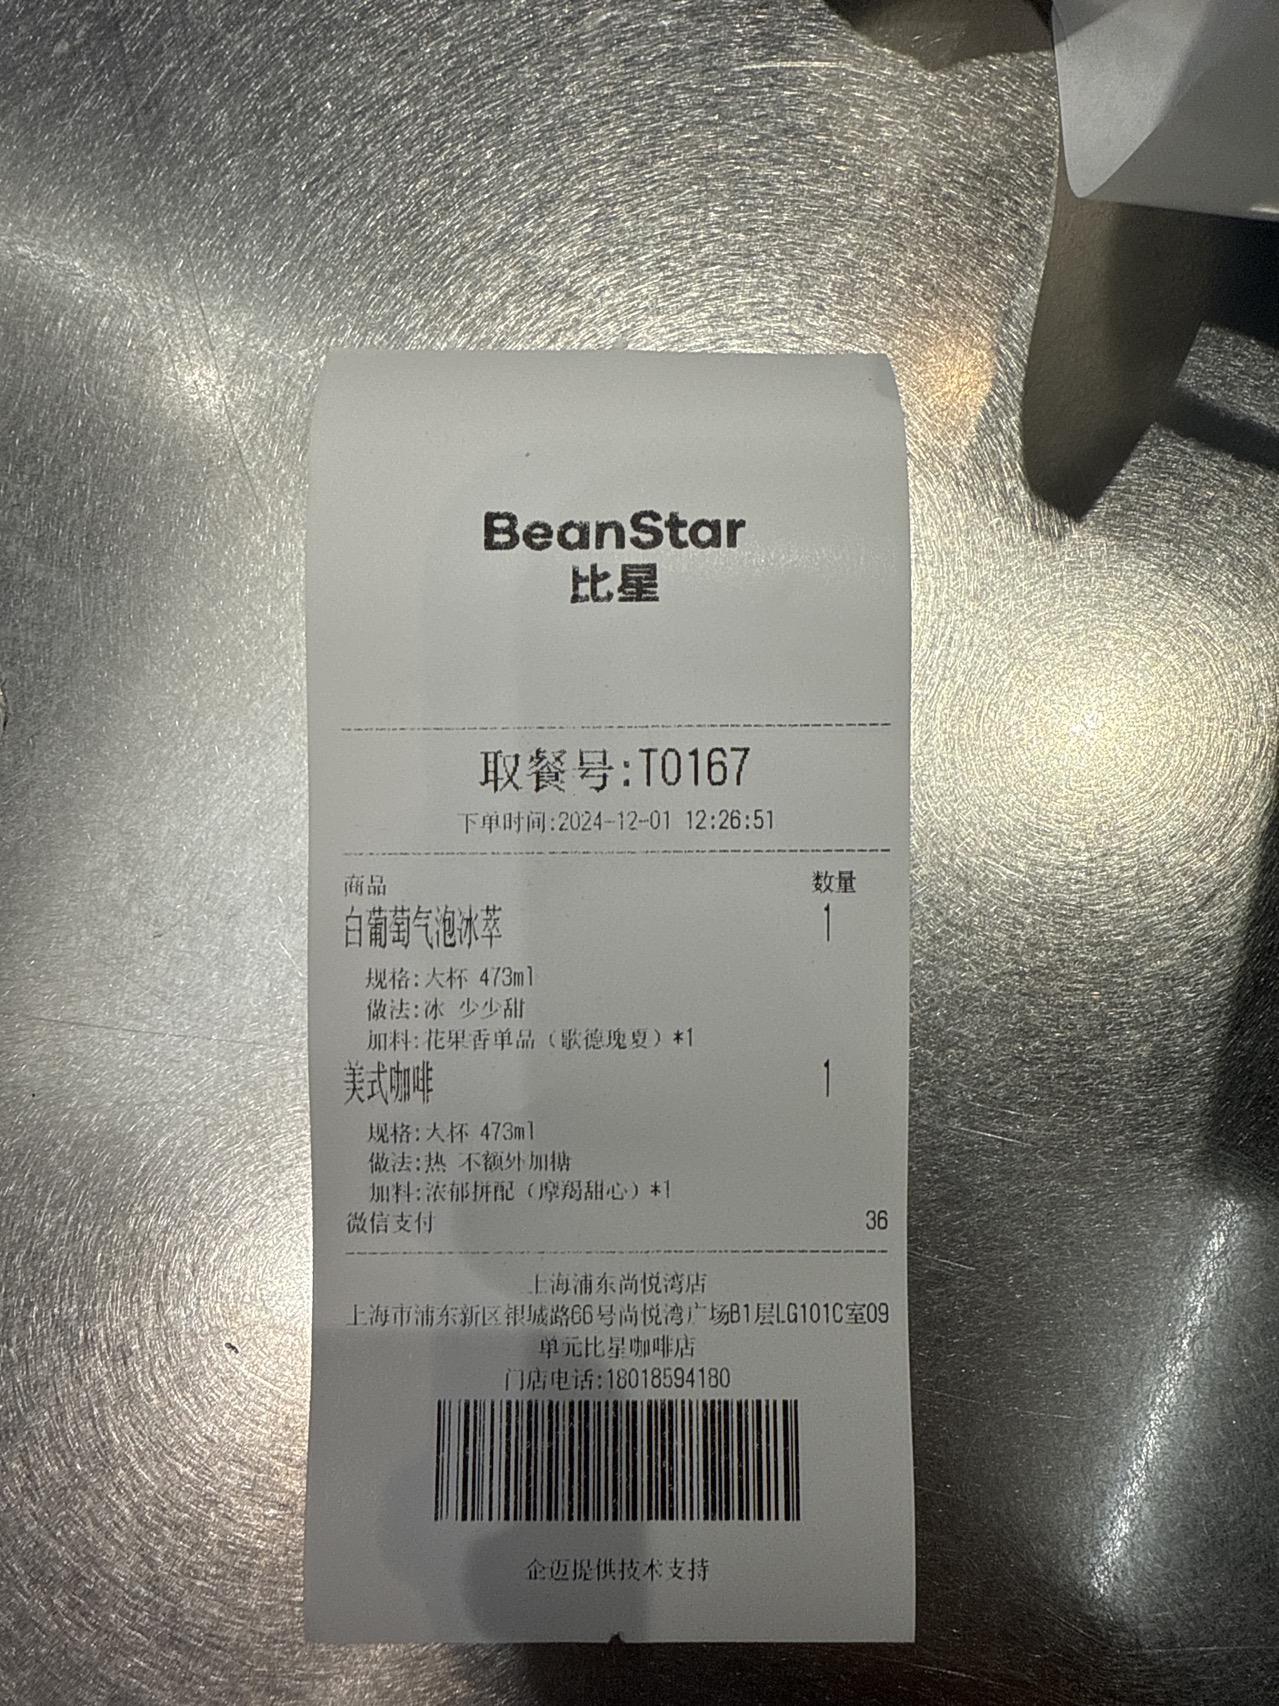 BeanStar
比星
取餐号:T0167
下单时间:2024-12-01 12:26:51
商品 数量
白葡萄气泡冰萃 1
规格:大杯 473ml
做法:冰 少少甜
加料:花果香单品（歌德瑰夏）*1
美式咖啡 1
规格:大杯 473ml
做法:热 不额外加糖
加料:浓郁拼配（摩羯甜心）*1
微信支付 36
上海浦东尚悦湾店
上海市浦东新区银城路66号尚悦湾广场B1层LG101C室09
单元比星咖啡店
门店电话:18018594180
企迈提供技术支持